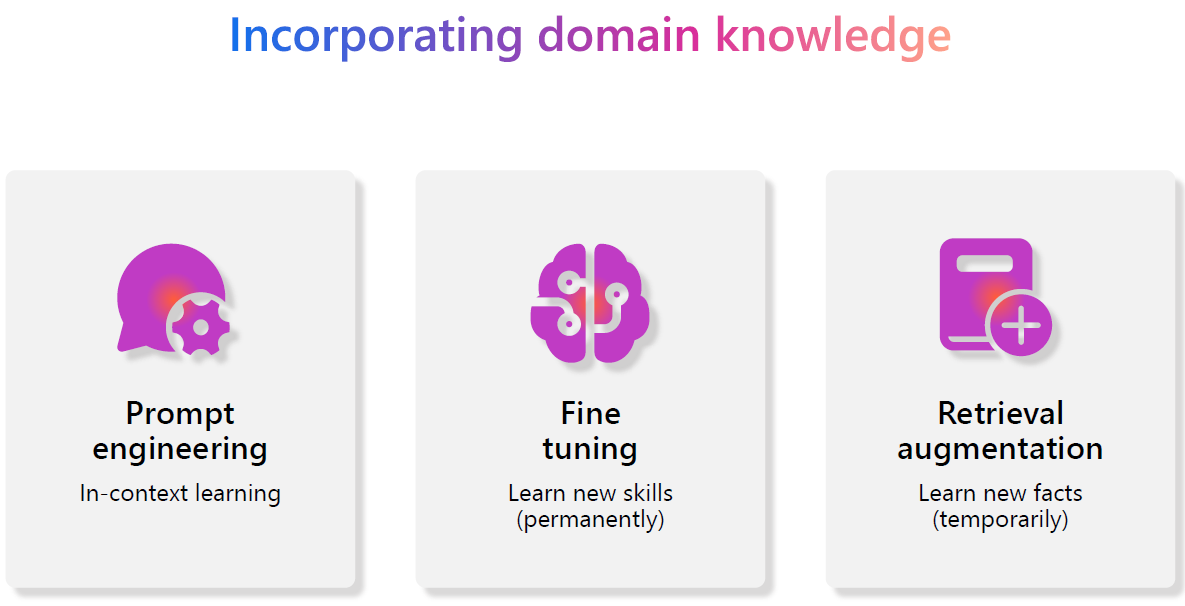 Incorporating domain knowledge
Prompt
engineering
In-context learning
Fine
tuning
Learn new skills
(permanently)
Retrieval
augmentation
Learn new facts
(temporarily)